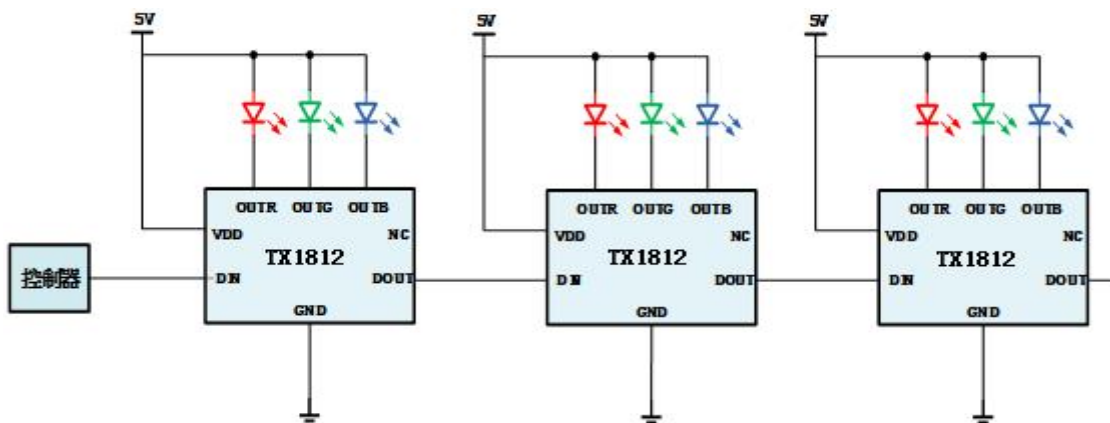 5V 5V 5V
OUTR OUTG OUTB OUTR OUTG OUTB OUTR OUTG OUTB
VDD NC VDD NC VDD NC
TX1812 TX1812 TX1812
控制器 DIN DOUT DIN DOUT DIN DOUT
GND GND GND